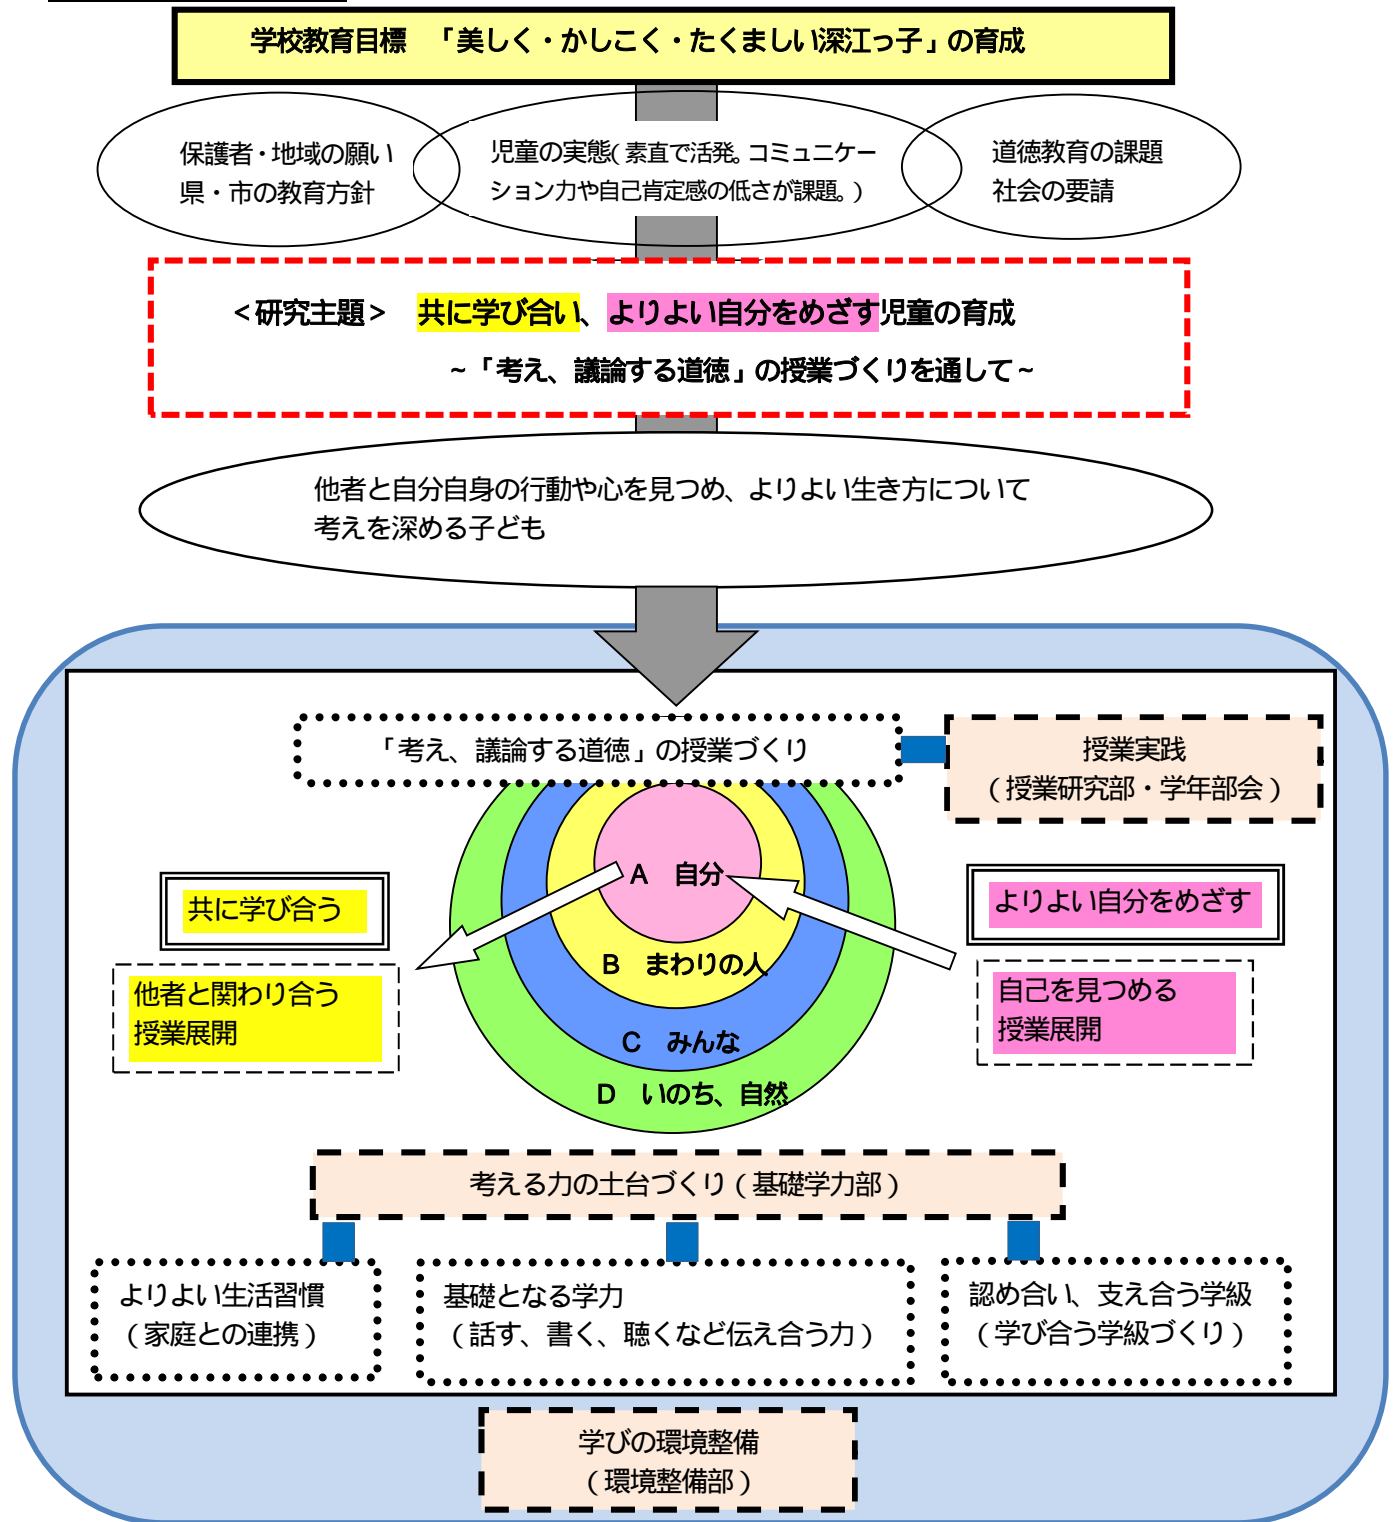 学校教育目標　「美しく・かしこく・たくましい深江っ子」の育成
保護者・地域の願い
県・市の教育方針
児童の実態(素直で活発。コミュニケー
ション力や自己肯定感の低さが課題。)
道徳教育の課題
社会の要請
<研究主題>　共に学び合い、よりよい自分をめざす児童の育成
~「考え、議論する道徳」の授業づくりを通して~
他者と自分自身の行動や心を見つめ、よりよい生き方について
考えを深める子ども
「考え、議論する道徳」の授業づくり
授業実践
(授業研究部・学年部会)
A　自分
B　まわりの人
C　みんな
D　いのち、自然
共に学び合う
他者と関わり合う
授業展開
よりよい自分をめざす
自己を見つめる
授業展開
考える力の土台づくり(基礎学力部)
よりよい生活習慣
(家庭との連携)
基礎となる学力
(話す、書く、聴くなど伝え合う力)
認め合い、支え合う学級
(学び合う学級づくり)
学びの環境整備
(環境整備部)